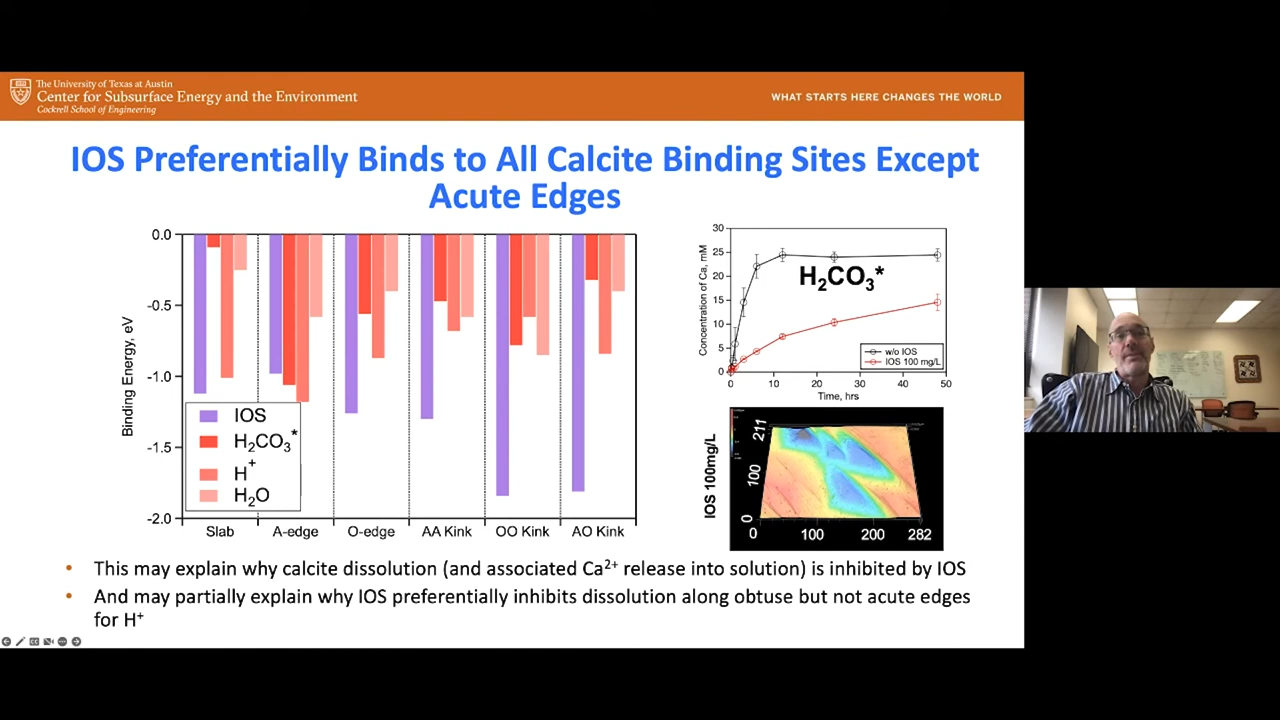 The University of Texas at Austin
Center for Subsurface Energy and the Environment
Cockrell School of Engineering
WHAT STARTS HERE CHANGES THE WORLD
IOS Preferentially Binds to All Calcite Binding Sites Except
Acute Edges
Binding Energy, eV
0.0
-0.5
-1.0
-1.5
-2.0
IOS
H₂CO₃*
H⁺
H₂O
Slab
A-edge
O-edge
AA Kink
OO Kink
AO Kink
Concentration of Ca, mM
30
25
20
15
10
5
0
H₂CO₃*
w/o IOS
IOS 100 mg/L
0
10
20
30
40
50
Time, hrs
IOS 100mg/L
211
100
0
0
100
200
282
• This may explain why calcite dissolution (and associated Ca²⁺ release into solution) is inhibited by IOS
• And may partially explain why IOS preferentially inhibits dissolution along obtuse but not acute edges
for H⁺